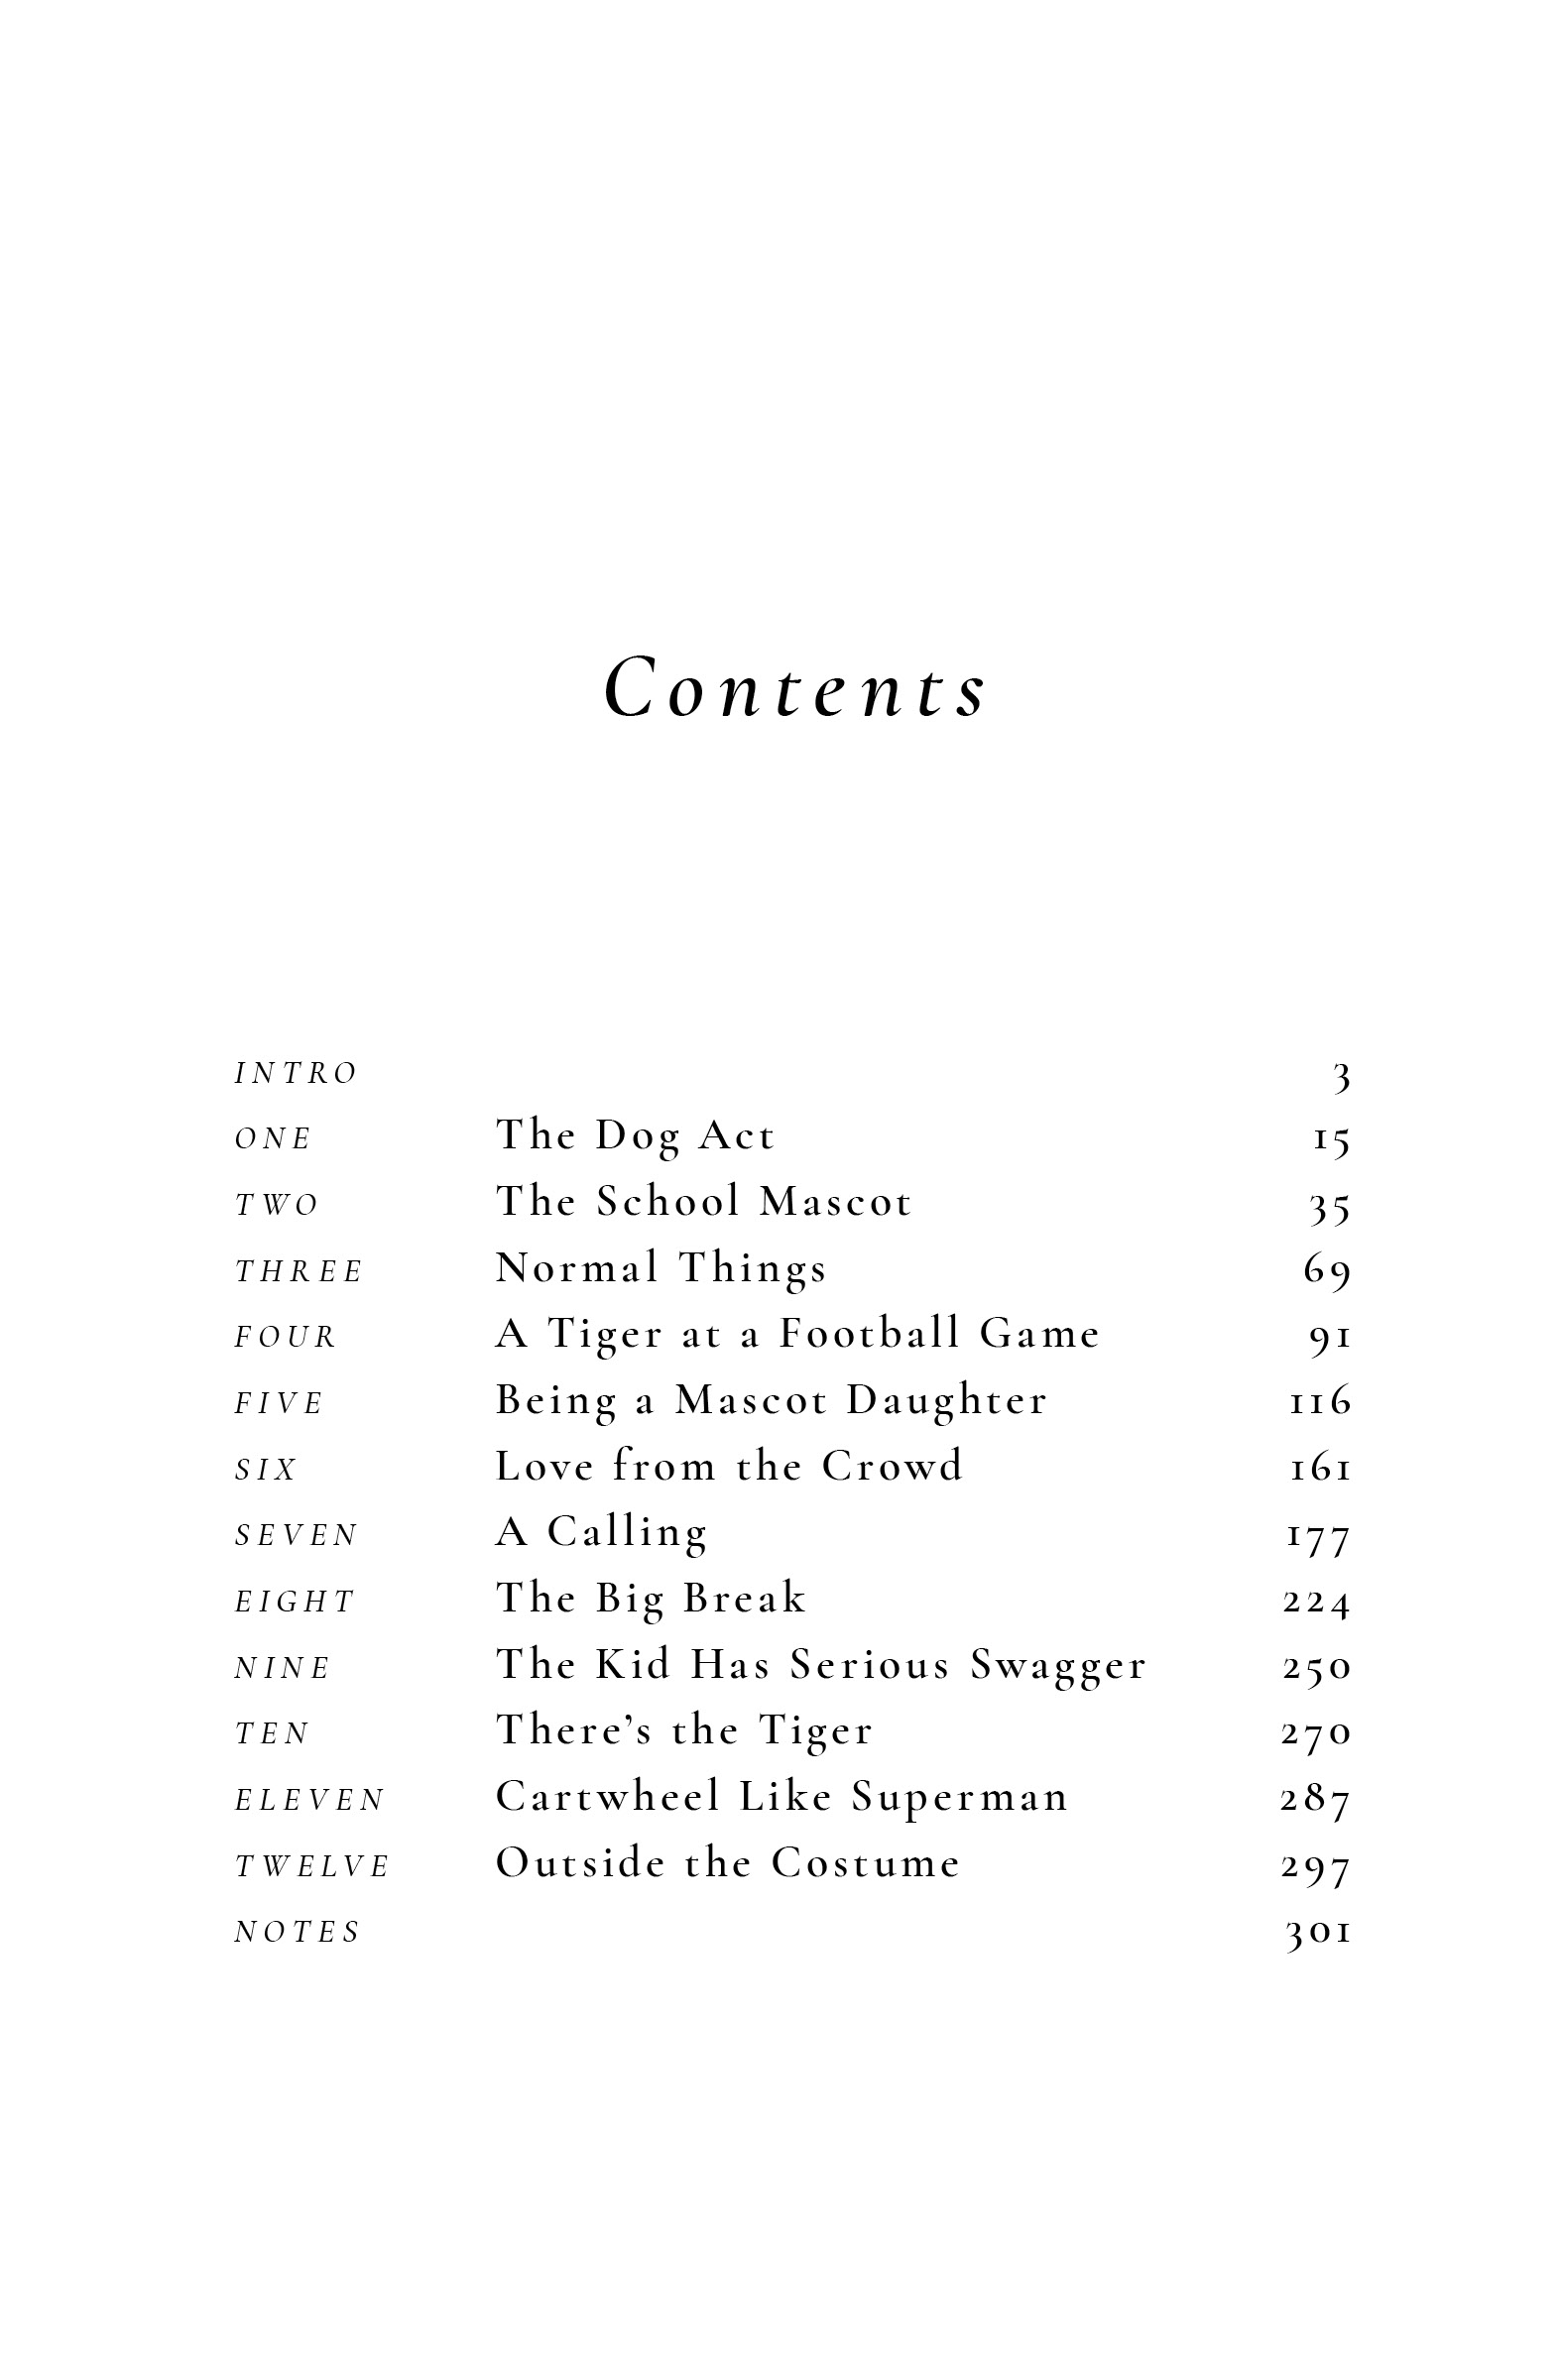 Contents
INTRO 3
ONE The Dog Act 15
TWO The School Mascot 35
THREE Normal Things 69
FOUR A Tiger at a Football Game 91
FIVE Being a Mascot Daughter 116
SIX Love from the Crowd 161
SEVEN A Calling 177
EIGHT The Big Break 224
NINE The Kid Has Serious Swagger 250
TEN There’s the Tiger 270
ELEVEN Cartwheel Like Superman 287
TWELVE Outside the Costume 297
NOTES 301